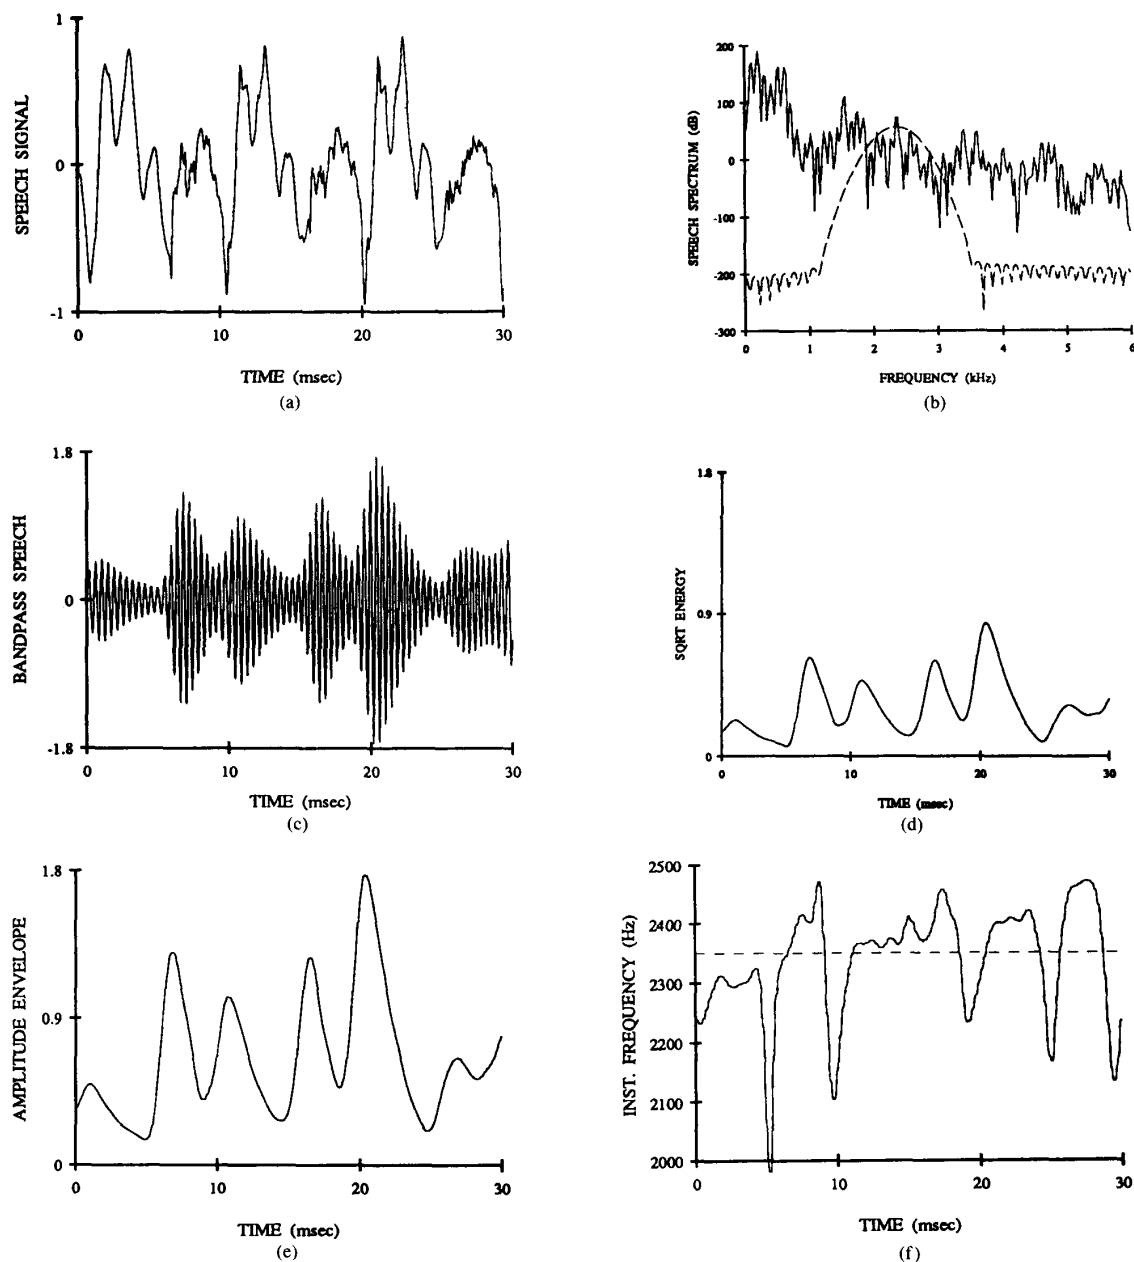 1
0
-1
SPEECH SIGNAL
0
10
20
30
TIME (msec)
(a)
200
100
0
-100
-200
-300
SPEECH SPECTRUM (dB)
0
1
2
3
4
5
6
FREQUENCY (kHz)
(b)
1.8
0
-1.8
BANDPASS SPEECH
0
10
20
30
TIME (msec)
(c)
1.8
0.9
0
SQRT ENERGY
0
10
20
30
TIME (msec)
(d)
1.8
0.9
0
AMPLITUDE ENVELOPE
0
10
20
30
TIME (msec)
(e)
2500
2400
2300
2200
2100
2000
INST. FREQUENCY (Hz)
0
10
20
30
TIME (msec)
(f)